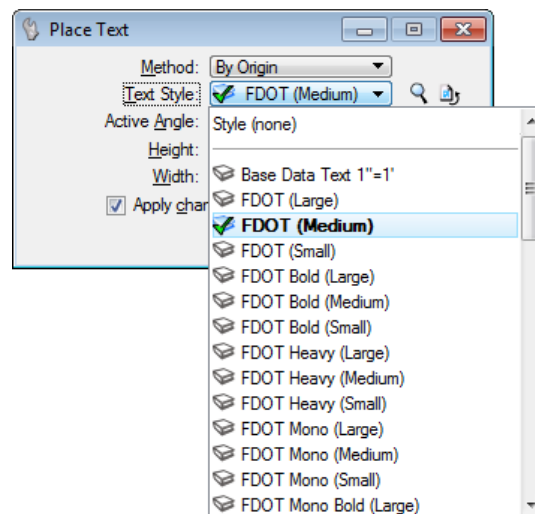 Place Text
Method: By Origin
Text Style: FDOT (Medium)
Active Angle:
Height:
Width:
Apply char
Style (none)
Base Data Text 1"=1'
FDOT (Large)
FDOT (Medium)
FDOT (Small)
FDOT Bold (Large)
FDOT Bold (Medium)
FDOT Bold (Small)
FDOT Heavy (Large)
FDOT Heavy (Medium)
FDOT Heavy (Small)
FDOT Mono (Large)
FDOT Mono (Medium)
FDOT Mono (Small)
FDOT Mono Bold (Large)